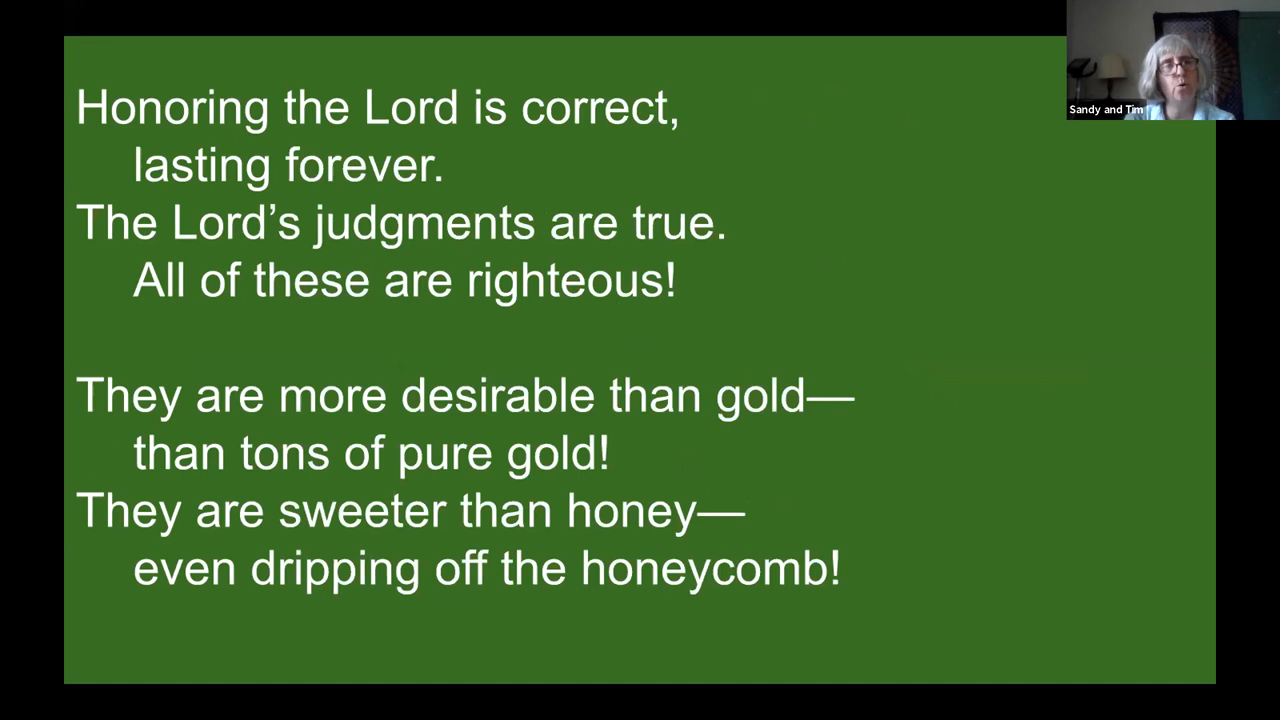 Honoring the Lord is correct,
lasting forever.
The Lord’s judgments are true.
All of these are righteous!
They are more desirable than gold—
than tons of pure gold!
They are sweeter than honey—
even dripping off the honeycomb!
Sandy and Tim